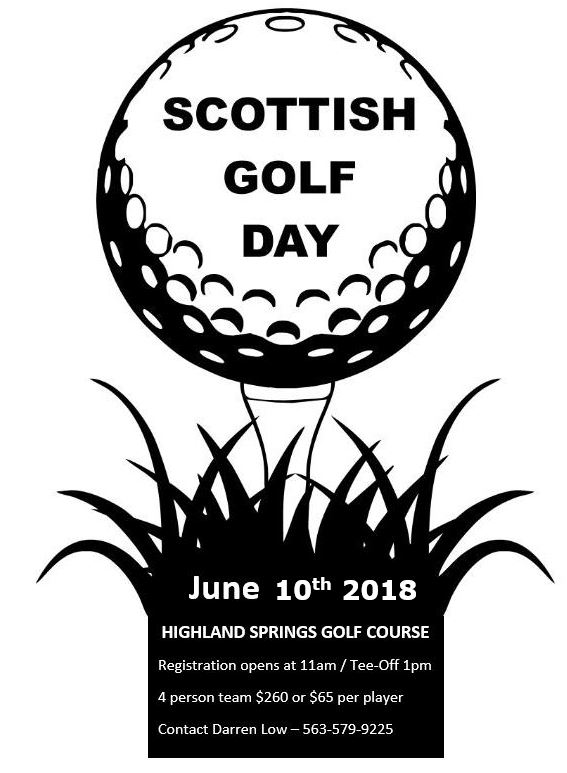 SCOTTISH
GOLF
DAY
June 10th 2018
HIGHLAND SPRINGS GOLF COURSE
Registration opens at 11am / Tee-Off 1pm
4 person team $260 or $65 per player
Contact Darren Low – 563-579-9225